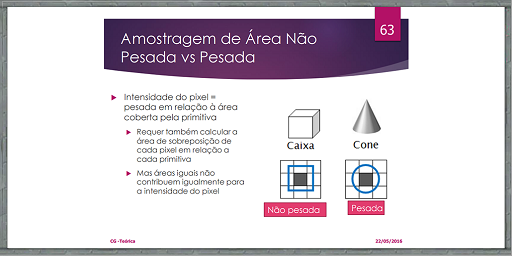 63
Amostragem de Área Não
Pesada vs Pesada
Intensidade do pixel =
pesada em relação à área
coberta pela primitiva
Requer também calcular a
área de sobreposição de
cada pixel em relação a
cada primitiva
Mas áreas iguais não
contribuem igualmente para
a intensidade do pixel
Caixa
Cone
Não pesada
Pesada
CG -Teórica
22/05/2016